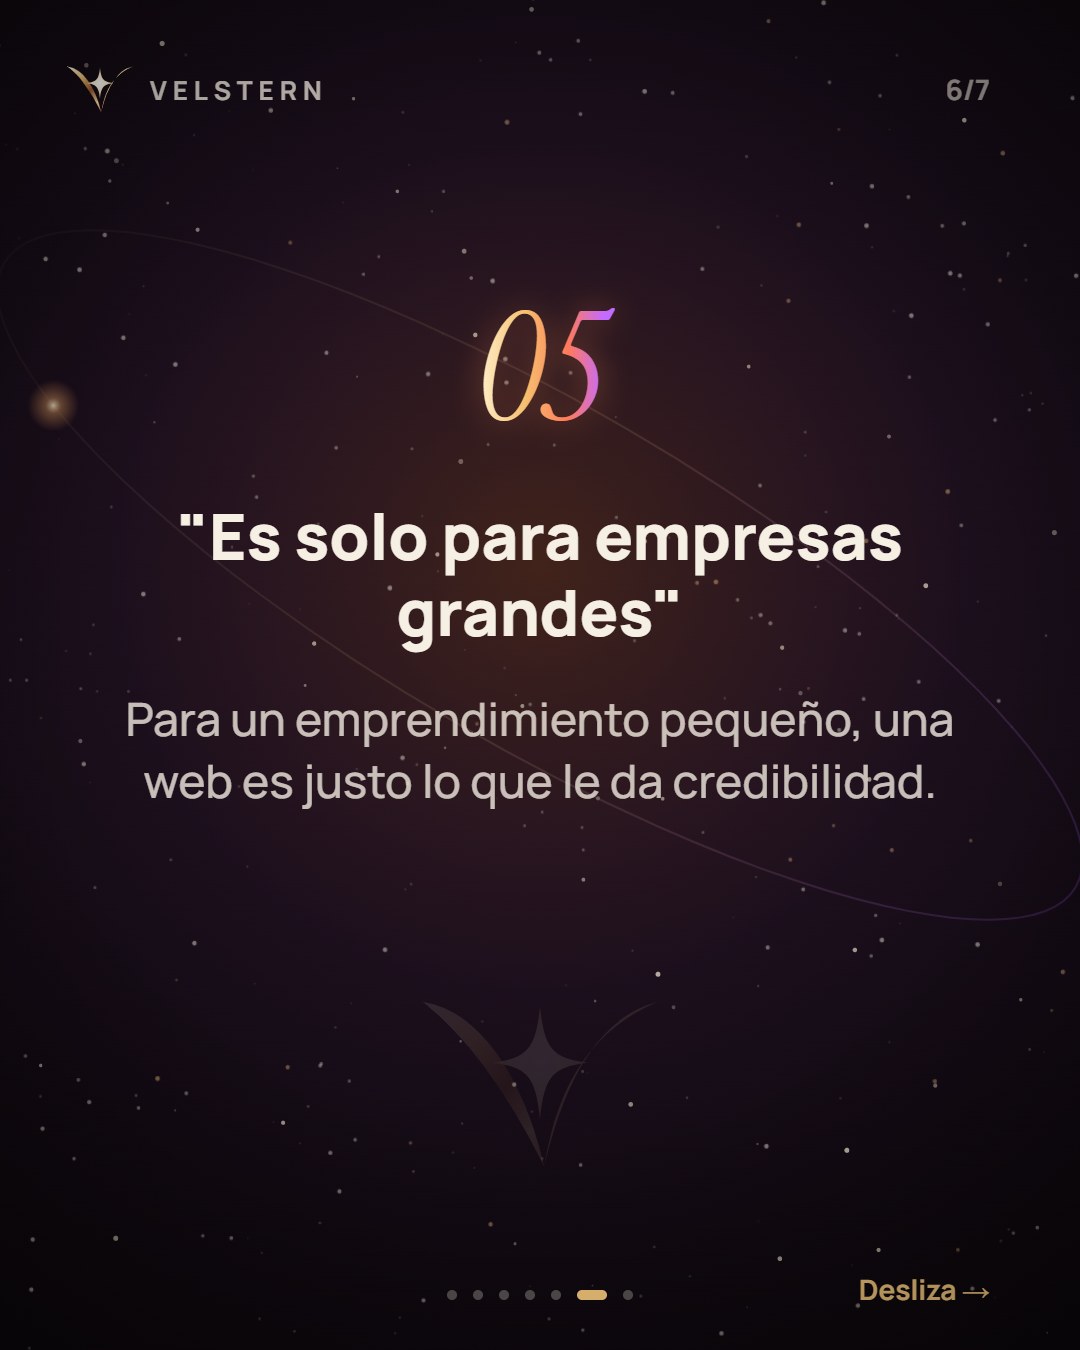 VELSTERN
6/7
05
"Es solo para empresas
grandes"
Para un emprendimiento pequeño, una
web es justo lo que le da credibilidad.
Desliza →